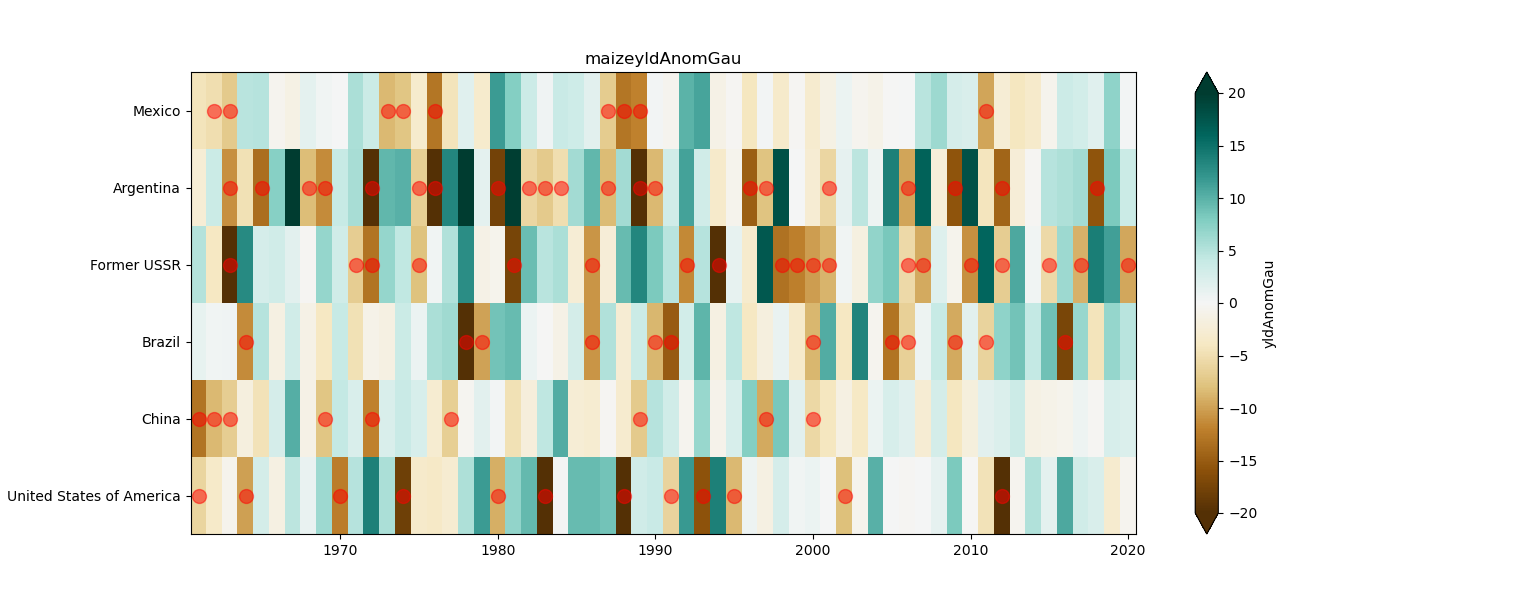 maizeyldAnomGau
Mexico
Argentina
Former USSR
Brazil
China
United States of America
1970 1980 1990 2000 2010 2020
20
15
10
5
0
−5
−10
−15
−20
yldAnomGau